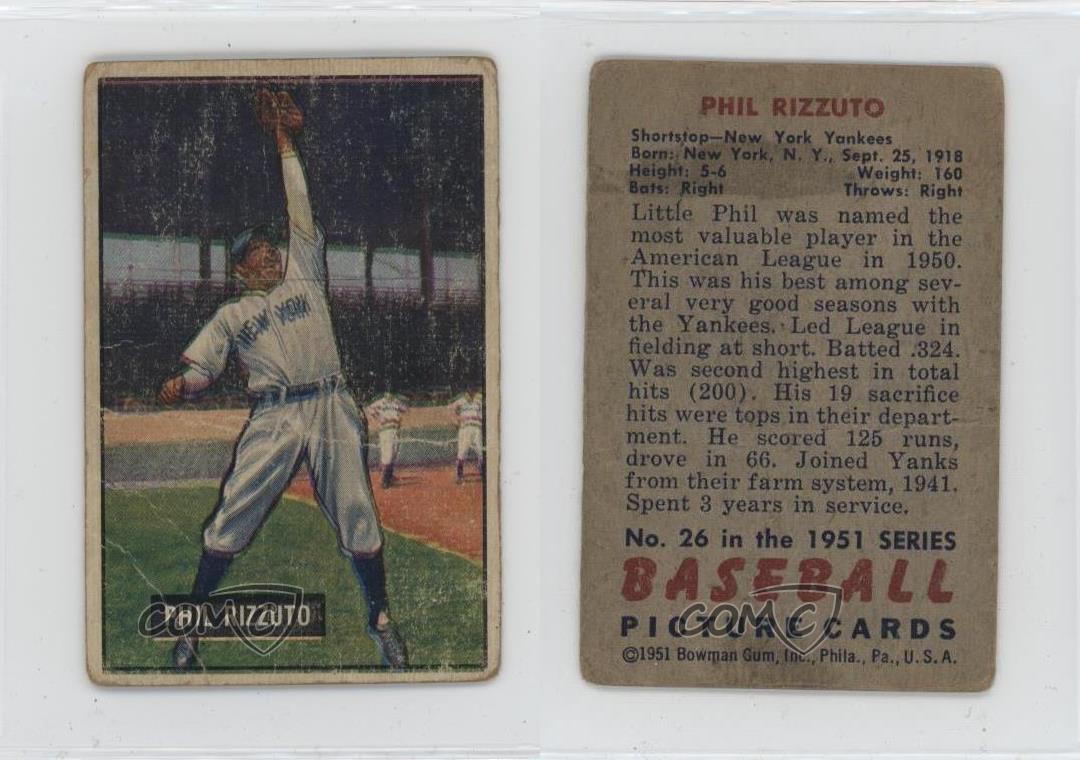 NEW YORK
PHIL RIZZUTO
COMC
PHIL RIZZUTO
Shortstop—New York Yankees
Born: New York, N. Y., Sept. 25, 1918
Height: 5-6 Weight: 160
Bats: Right Throws: Right
Little Phil was named the
most valuable player in the
American League in 1950.
This was his best among sev-
eral very good seasons with
the Yankees. Led League in
fielding at short. Batted .324.
Was second highest in total
hits (200). His 19 sacrifice
hits were tops in their depart-
ment. He scored 125 runs,
drove in 66. Joined Yanks
from their farm system, 1941.
Spent 3 years in service.
No. 26 in the 1951 SERIES
BASEBALL
PICTURE CARDS
COMC
©1951 Bowman Gum, Inc., Phila., Pa., U. S. A.